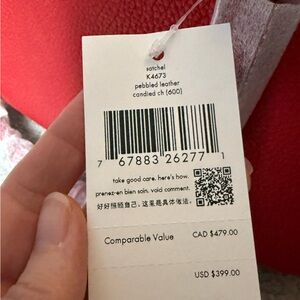 satchel
K4673
pebbled leather
candied ch (600)
7 67883 26277 1
take good care. here's how.
prenez-en bien soin. voici comment.
好好照顾自己，这里是具体做法。
Comparable Value CAD $479.00
USD $399.00